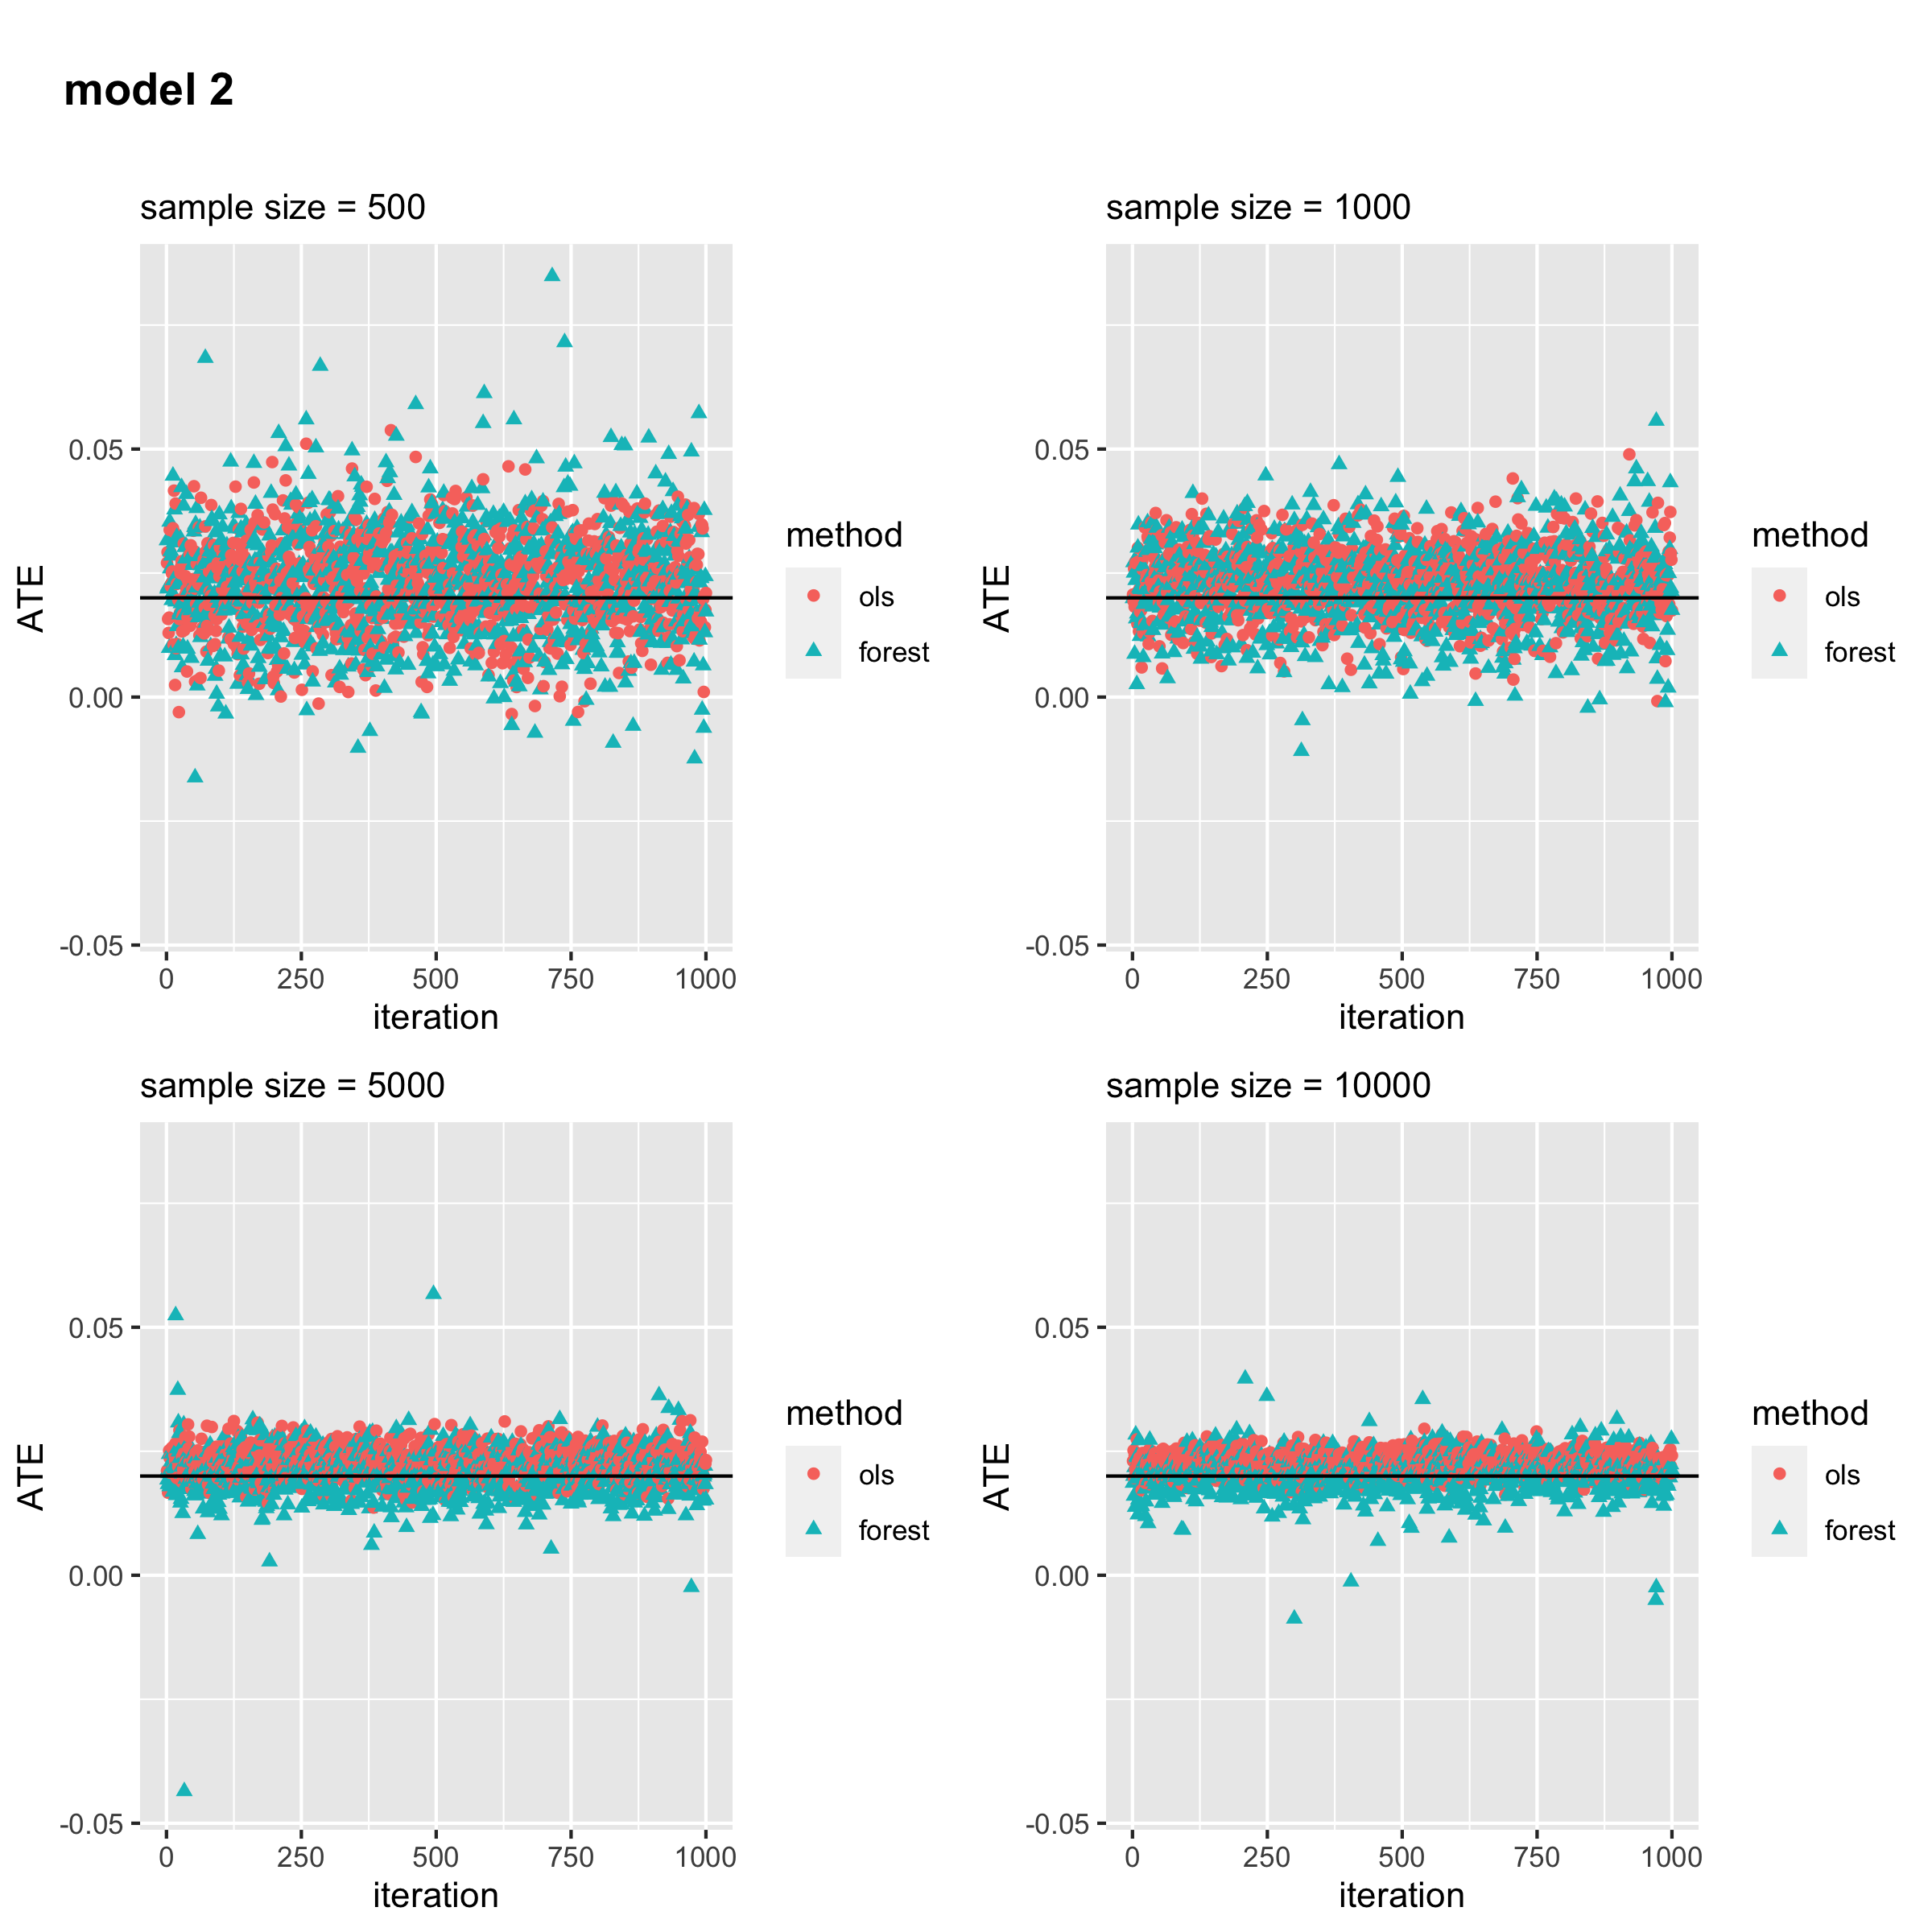 model 2
sample size = 500
0.05
0.00
-0.05
ATE
0 250 500 750 1000
iteration
method
ols
forest
sample size = 1000
0.05
0.00
-0.05
ATE
0 250 500 750 1000
iteration
method
ols
forest
sample size = 5000
0.05
0.00
-0.05
ATE
0 250 500 750 1000
iteration
method
ols
forest
sample size = 10000
0.05
0.00
-0.05
ATE
0 250 500 750 1000
iteration
method
ols
forest